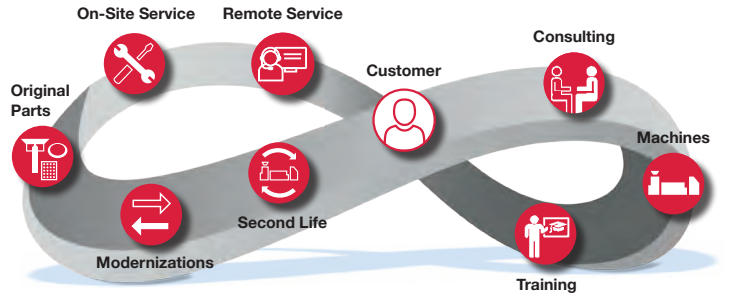 On-Site Service
Remote Service
Consulting
Customer
Original
Parts
Machines
Second Life
Modernizations
Training